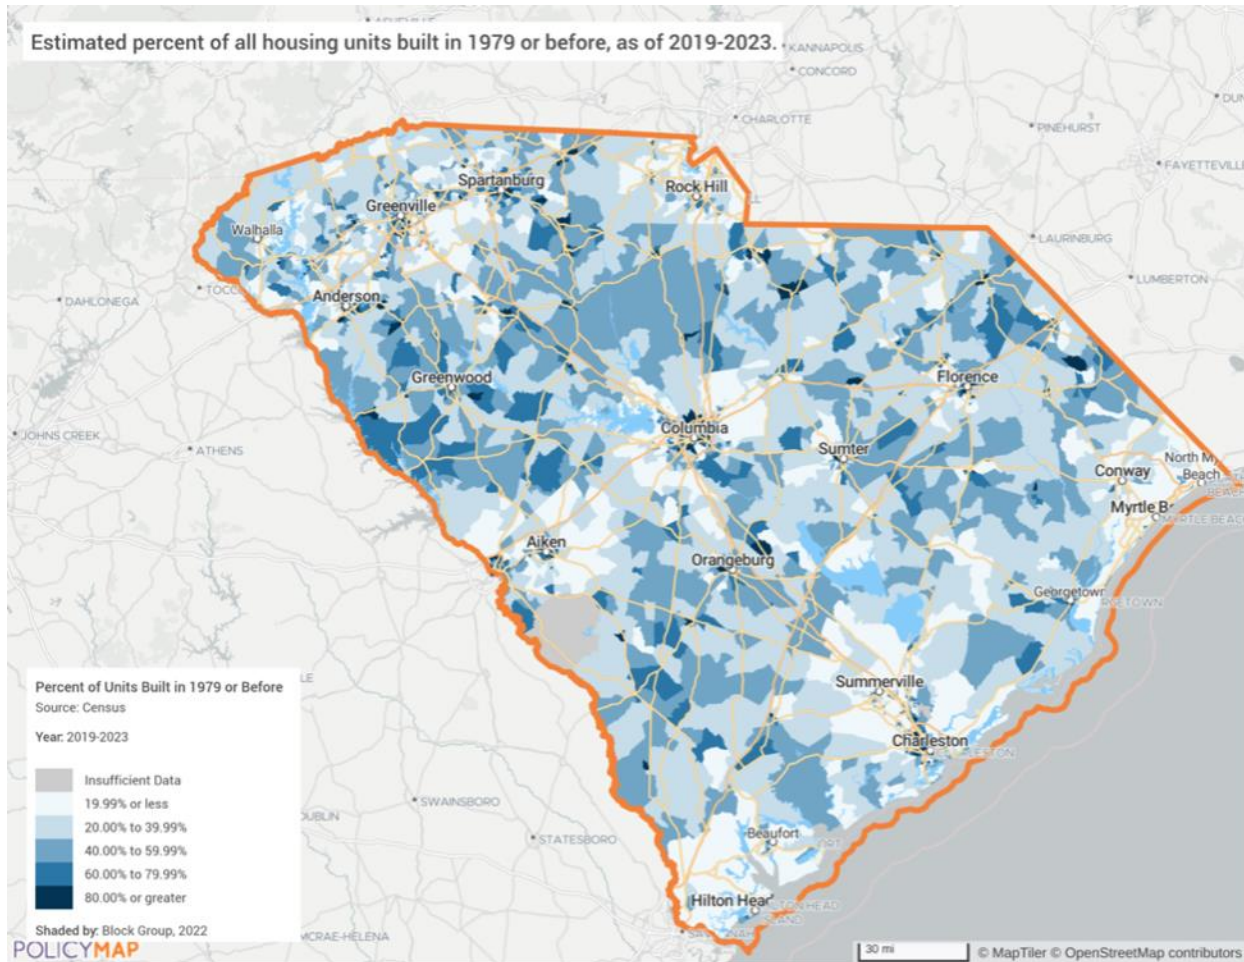 Estimated percent of all housing units built in 1979 or before, as of 2019-2023.
KANNAPOLIS
CONCORD
CHARLOTTE
PINEHURST
FAYETTEVILLE
Spartanburg
Rock Hill
Greenville
Walhalla
LAURINBURG
LUMBERTON
DAHLONEGA
Anderson
Greenwood
Florence
JOHNS CREEK
ATHENS
Columbia
Sumter
North M
Beach
Conway
Myrtle B
MYRTLE BEACH
Aiken
Orangeburg
Georgetown
Summerville
Charleston
SWAINSBORO
STATESBORO
Beaufort
Hilton Head
MCRAE-HELENA
Percent of Units Built in 1979 or Before
Source: Census
Year: 2019-2023
Insufficient Data
19.99% or less
20.00% to 39.99%
40.00% to 59.99%
60.00% to 79.99%
80.00% or greater
Shaded by: Block Group, 2022
POLICYMAP
30 mi
© MapTiler © OpenStreetMap contributors